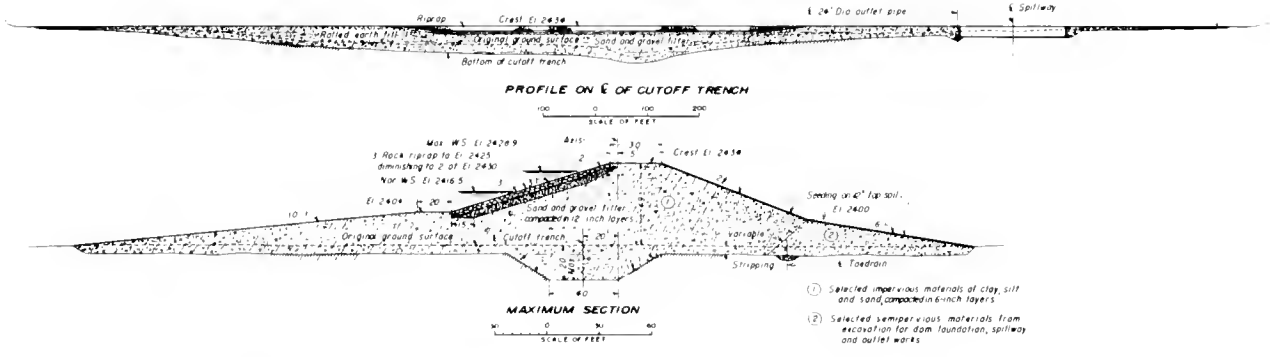 ℄ 24" Dia outlet pipe
℄ Spillway
Riprap
Crest El 2434
Rolled earth fill
Original ground surface
Sand and gravel filter
Bottom of cutoff trench
PROFILE ON ℄ OF CUTOFF TRENCH
100 0 100 200
SCALE OF FEET
Max WS El 2428.9
3 Rock riprap to El 2425
diminishing to 2 at El 2430
Nor WS El 2416.5
Axis
30
5
Crest El 2434
2
3
2
El 2404
20
10 1
Sand and gravel filter
compacted in 12 inch layers
1
Seeding on 42" top soil
El 2400
6
Original ground surface
℄ Cutoff trench
20
Variable
2
Stripping
℄ Toedrain
20
40
MAXIMUM SECTION
30 0 30 60
SCALE OF FEET
1 Selected impervious materials of clay, silt
and sand, compacted in 6-inch layers
2 Selected semipervious materials from
excavation for dam foundation, spillway
and outlet works